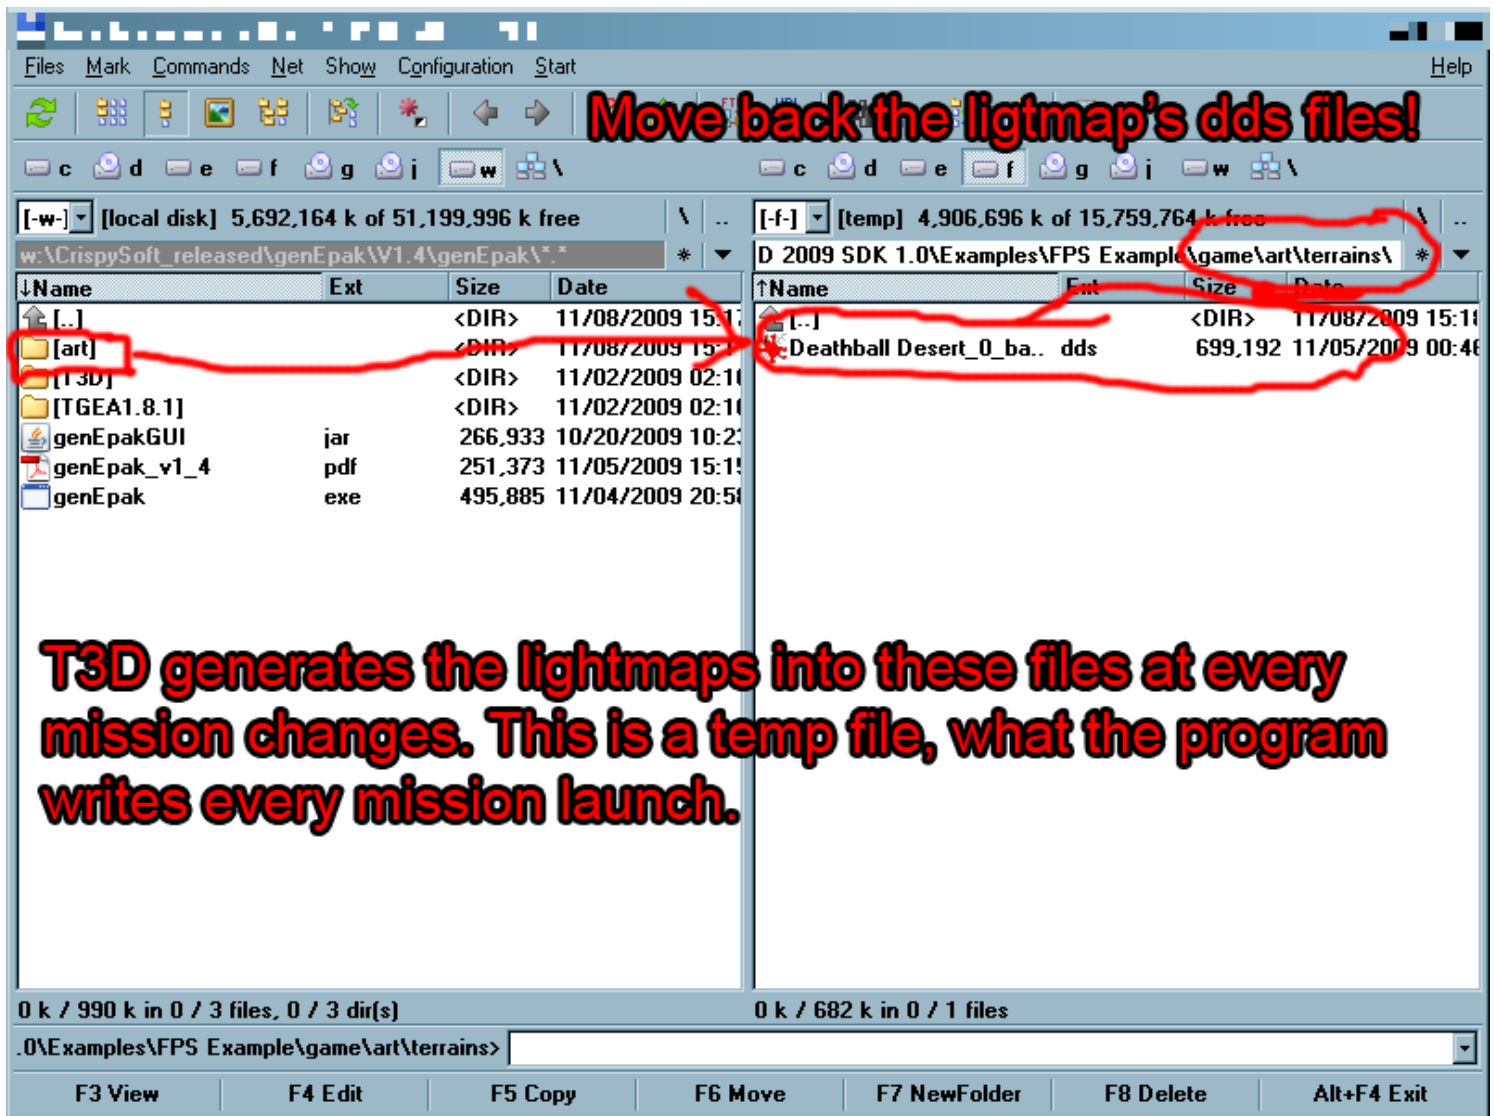 Files Mark Commands Net Show Configuration Start Help
Move back the ligtmap's dds files!
c d e f g j w \ c d e f g j w \
[-w-] [local disk] 5,692,164 k of 51,199,996 k free \ .. [-f-] [temp] 4,906,696 k of 15,759,764 k free \ ..
w:\CrispySoft_released\genEpak\V1.4\genEpak\*.* * D 2009 SDK 1.0\Examples\FPS Example\game\art\terrains\ *
↓Name Ext Size Date ↑Name Ext Size Date
[..] <DIR> 11/08/2009 15:17 [..] <DIR> 11/08/2009 15:18
[art] <DIR> 11/08/2009 15:1 Deathball Desert_0_ba.. dds 699,192 11/05/2009 00:46
[T3D] <DIR> 11/02/2009 02:10
[TGEA1.8.1] <DIR> 11/02/2009 02:10
genEpakGUI jar 266,933 10/20/2009 10:23
genEpak_v1_4 pdf 251,373 11/05/2009 15:15
genEpak exe 495,885 11/04/2009 20:58
T3D generates the lightmaps into these files at every
mission changes. This is a temp file, what the program
writes every mission launch.
0 k / 990 k in 0 / 3 files, 0 / 3 dir(s) 0 k / 682 k in 0 / 1 files
.0\Examples\FPS Example\game\art\terrains>
F3 View F4 Edit F5 Copy F6 Move F7 NewFolder F8 Delete Alt+F4 Exit